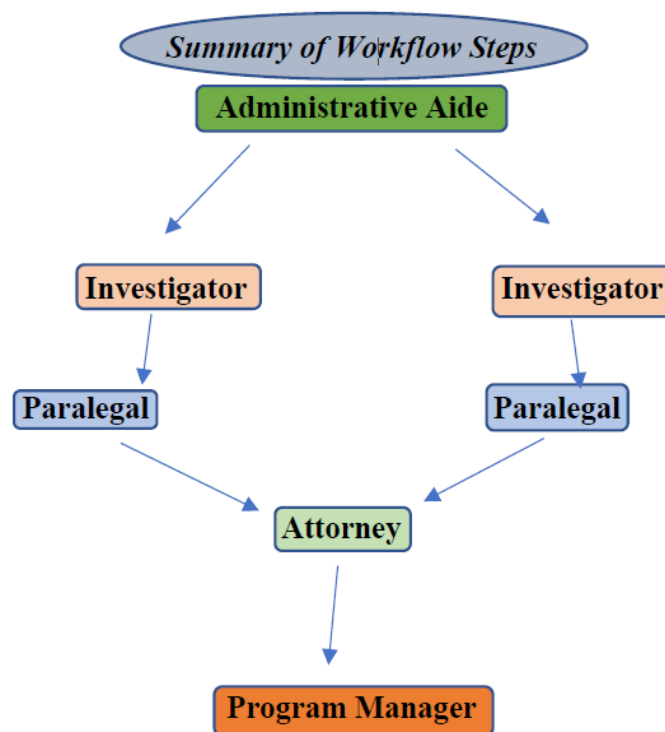 Summary of Workflow Steps
Administrative Aide
Investigator
Investigator
Paralegal
Paralegal
Attorney
Program Manager